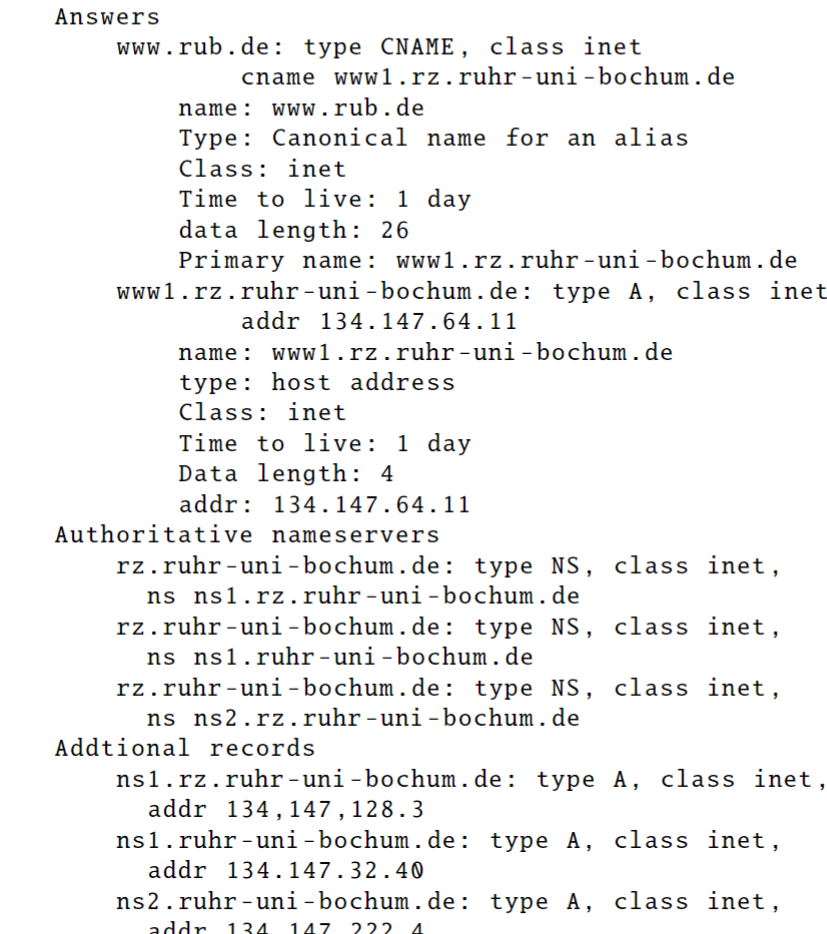 Answers
www.rub.de: type CNAME, class inet
cname www1.rz.ruhr-uni-bochum.de
name: www.rub.de
Type: Canonical name for an alias
Class: inet
Time to live: 1 day
data length: 26
Primary name: www1.rz.ruhr-uni-bochum.de
www1.rz.ruhr-uni-bochum.de: type A, class inet
addr 134.147.64.11
name: www1.rz.ruhr-uni-bochum.de
type: host address
Class: inet
Time to live: 1 day
Data length: 4
addr: 134.147.64.11
Authoritative nameservers
rz.ruhr-uni-bochum.de: type NS, class inet,
ns ns1.rz.ruhr-uni-bochum.de
rz.ruhr-uni-bochum.de: type NS, class inet,
ns ns1.ruhr-uni-bochum.de
rz.ruhr-uni-bochum.de: type NS, class inet,
ns ns2.rz.ruhr-uni-bochum.de
Addtional records
ns1.rz.ruhr-uni-bochum.de: type A, class inet,
addr 134,147,128.3
ns1.ruhr-uni-bochum.de: type A, class inet,
addr 134.147.32.40
ns2.ruhr-uni-bochum.de: type A, class inet,
addr 134.147.222.4